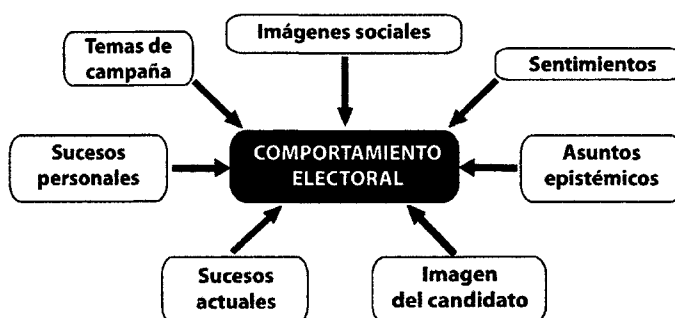 Imágenes sociales
Temas de
campaña
Sentimientos
Sucesos
personales
COMPORTAMIENTO
ELECTORAL
Asuntos
epistémicos
Sucesos
actuales
Imagen
del candidato